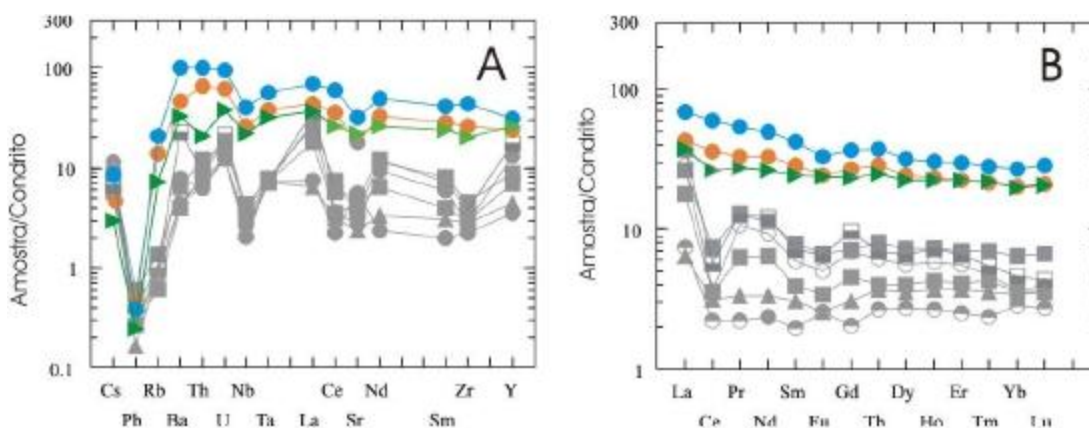 300
100
10
1
0.1
Amostra/Condrito
A
Cs Rb Th Nb La Sr Sm Y
Pb Ba U Ta Ce Nd Zr
300
100
10
1
Amostra/Condrito
B
La Pr Sm Gd Dy Er Yb
Ce Nd Eu Tb Ho Tm Lu